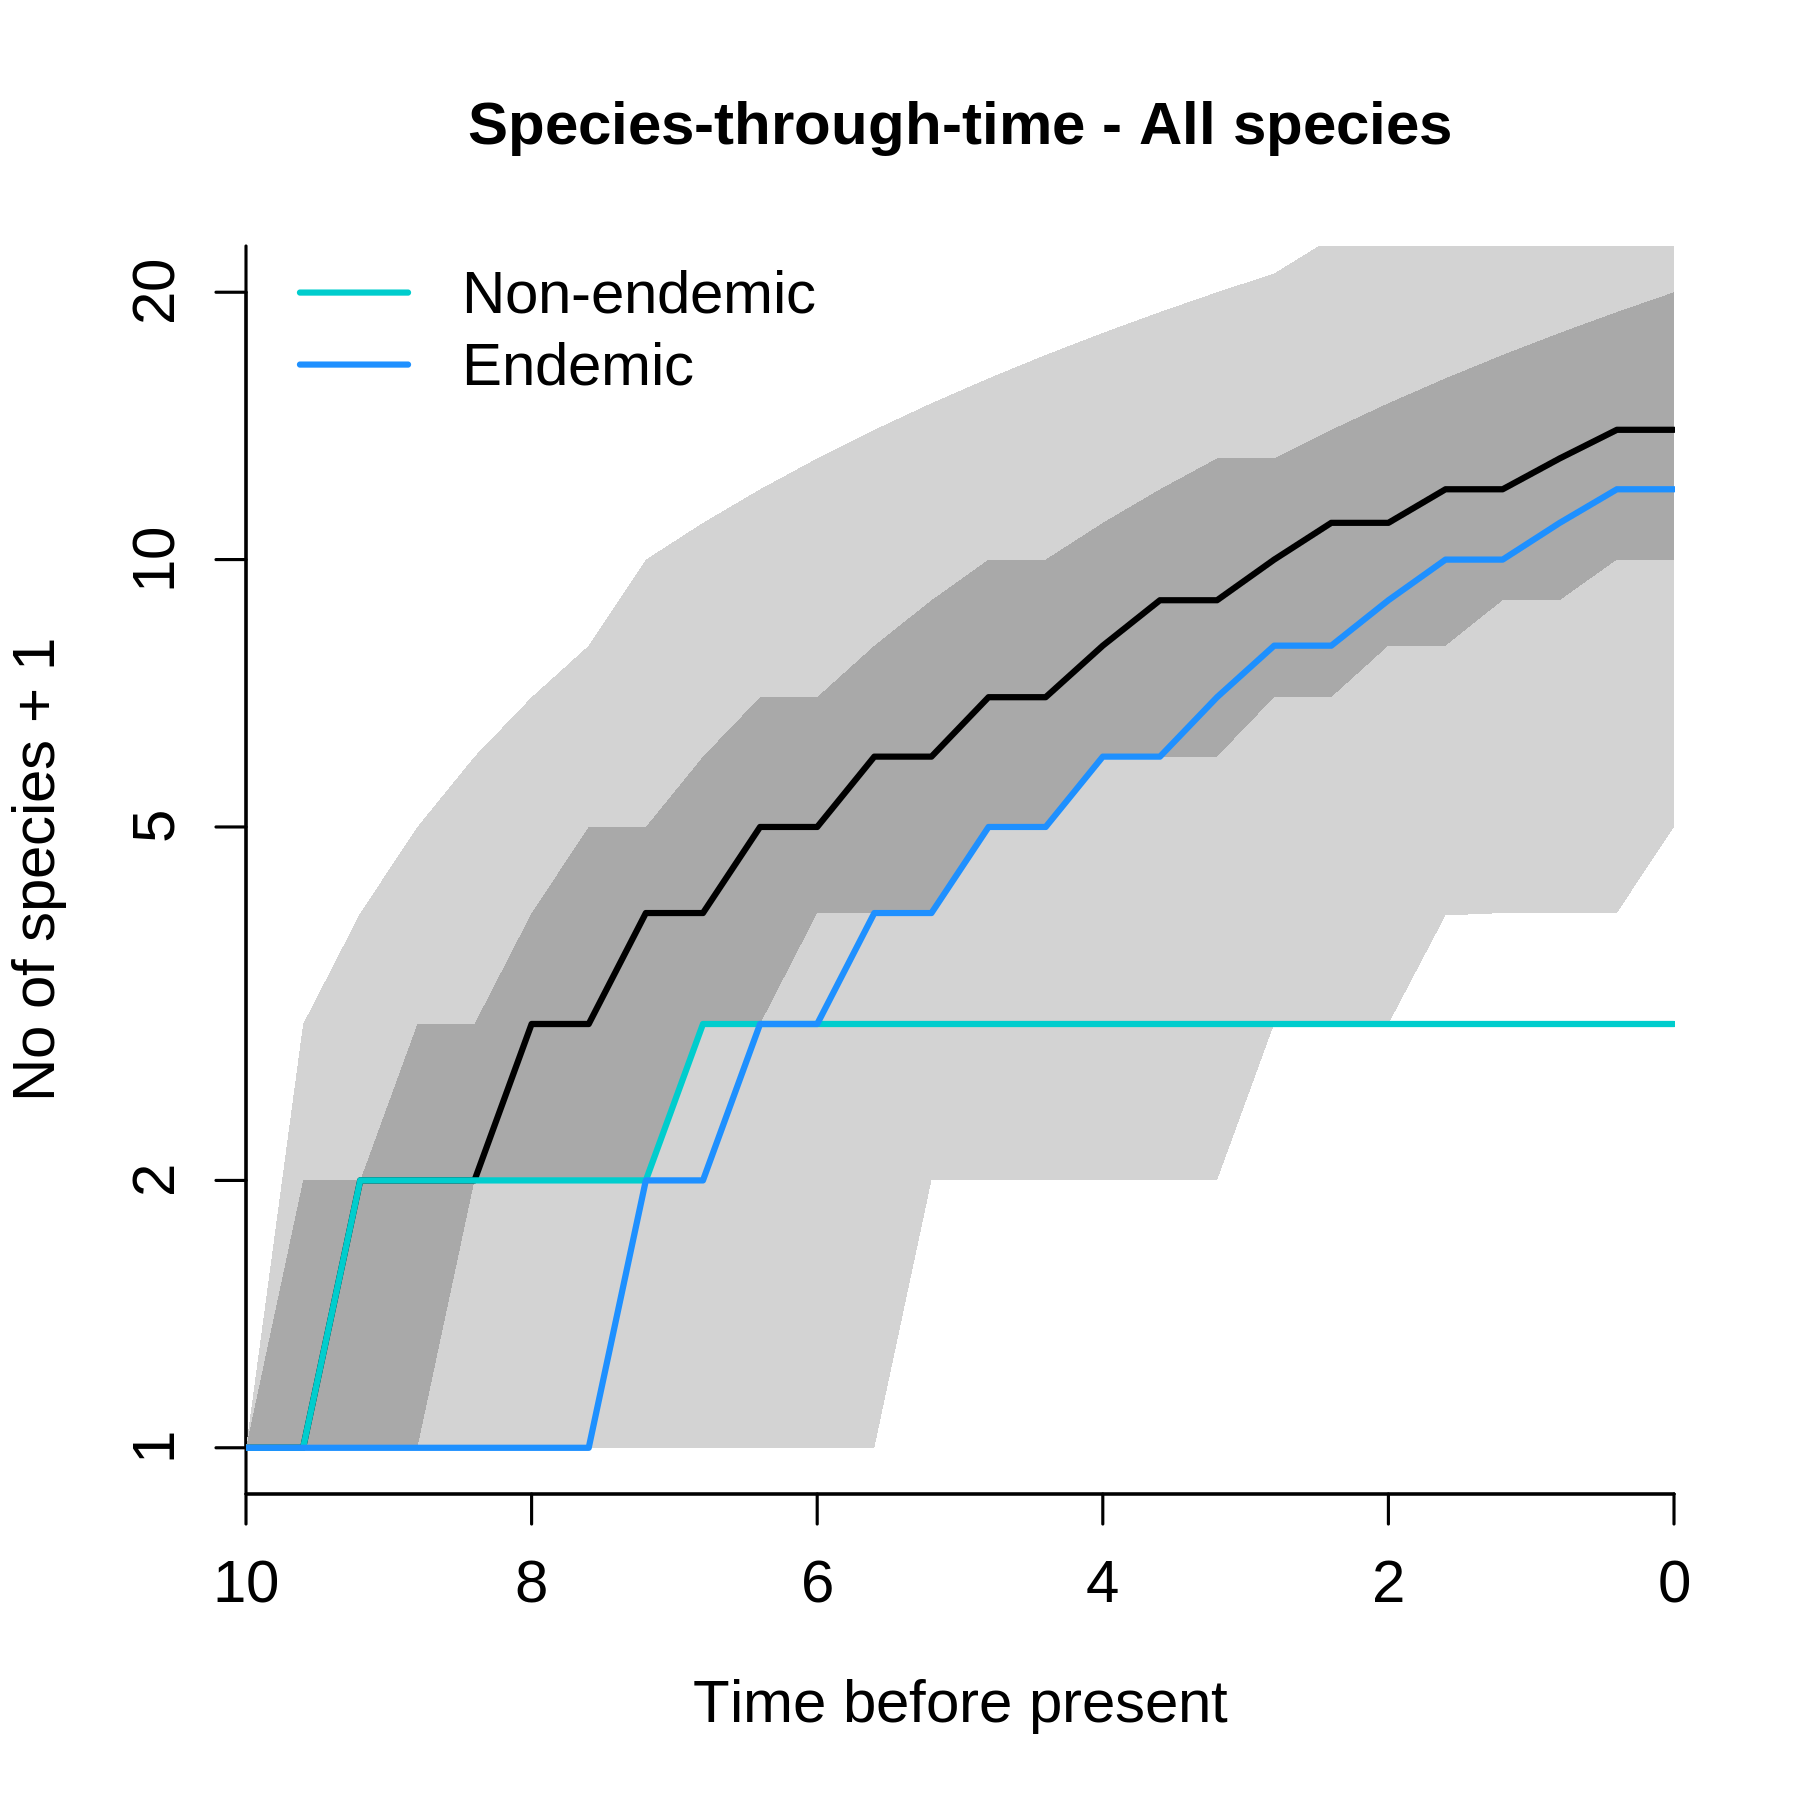 Species-through-time - All species
Non-endemic
Endemic
No of species + 1
20
10
5
2
1
10 8 6 4 2 0
Time before present